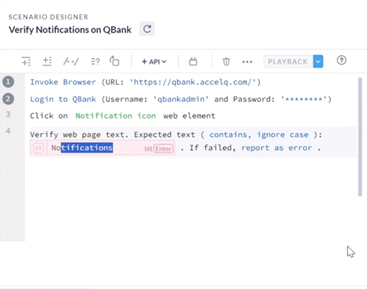 SCENARIO DESIGNER
Verify Notifications on QBank
+ API PLAYBACK
1 Invoke Browser (URL: 'https://qbank.accelq.com/')
2 Login to QBank (Username: 'qbankadmin' and Password: '********')
3 Click on Notification icon web element
4 Verify web page text. Expected text ( contains, ignore case ):
Notifications hit Enter . If failed, report as error .